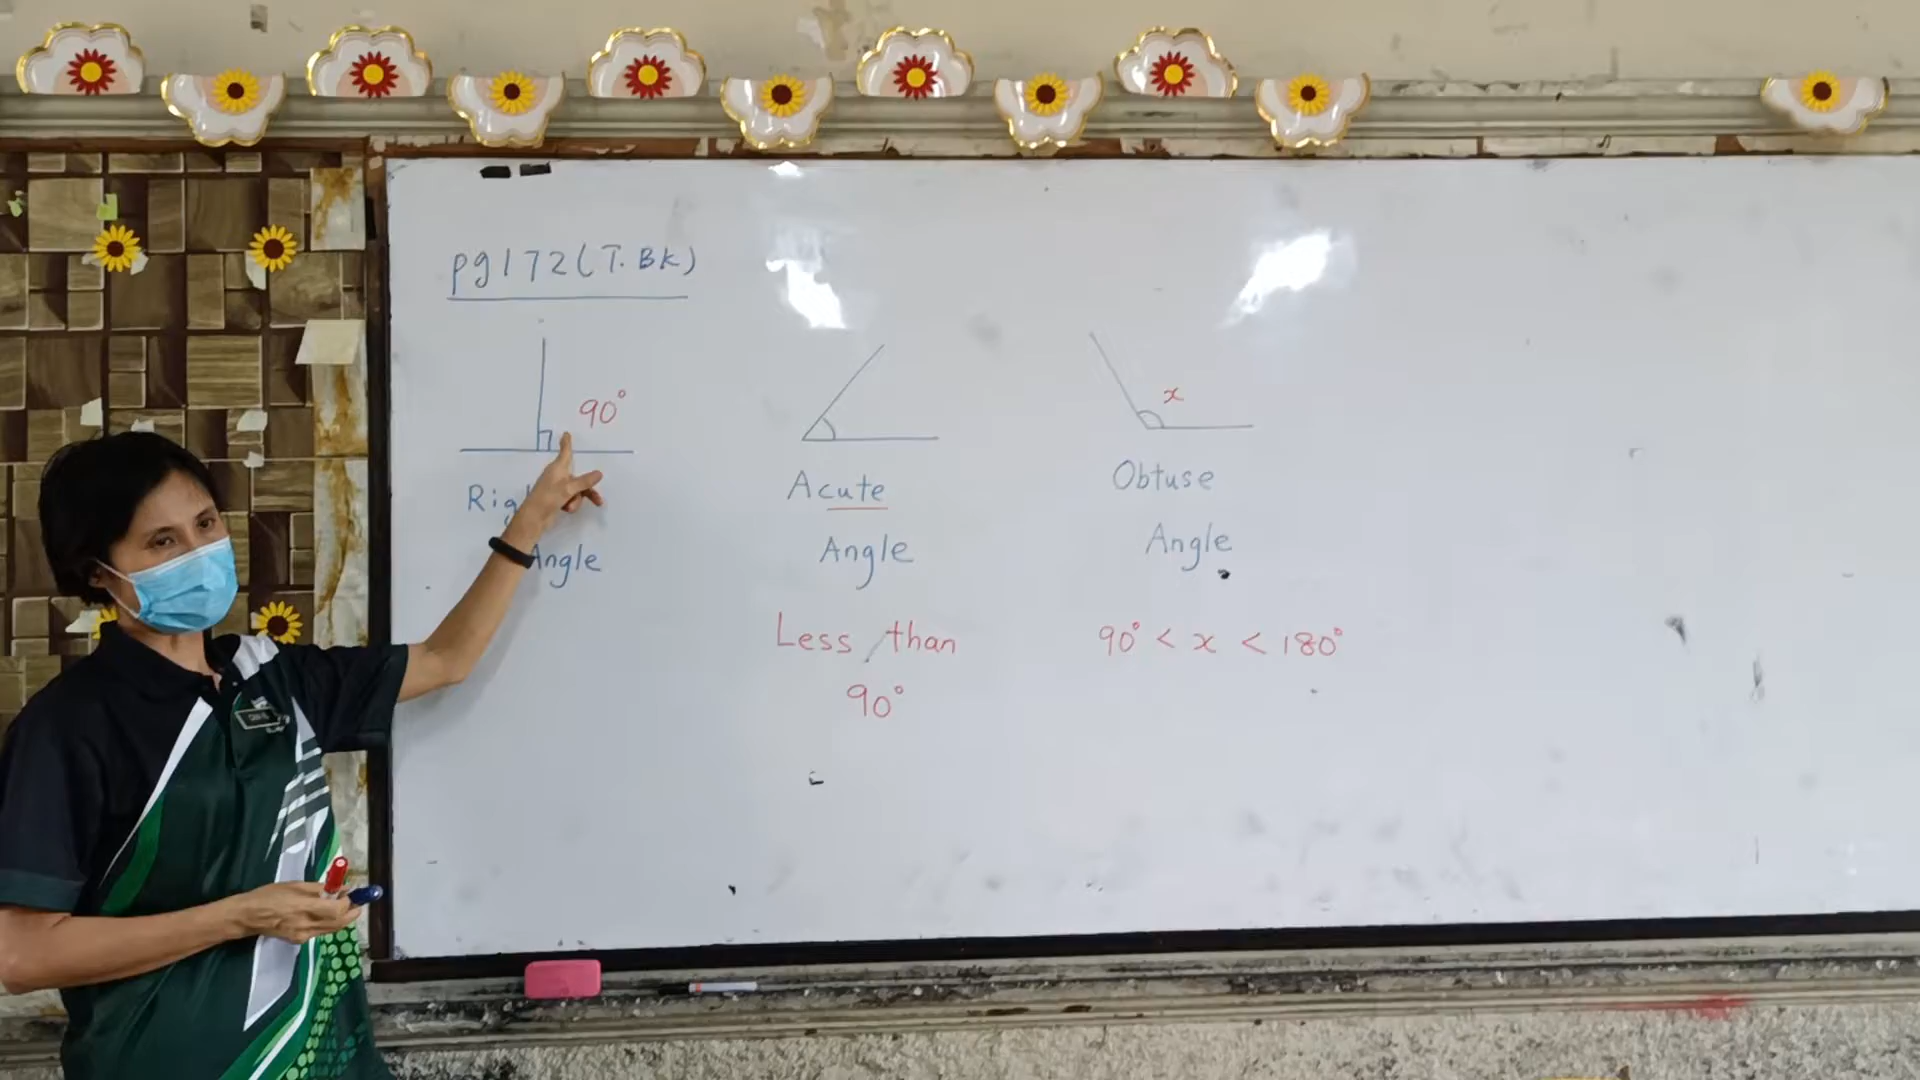 pg172(T.BK)
90°
x
Angle
Acute
Angle
Obtuse
Angle
Less than
90°
90° < x < 180°